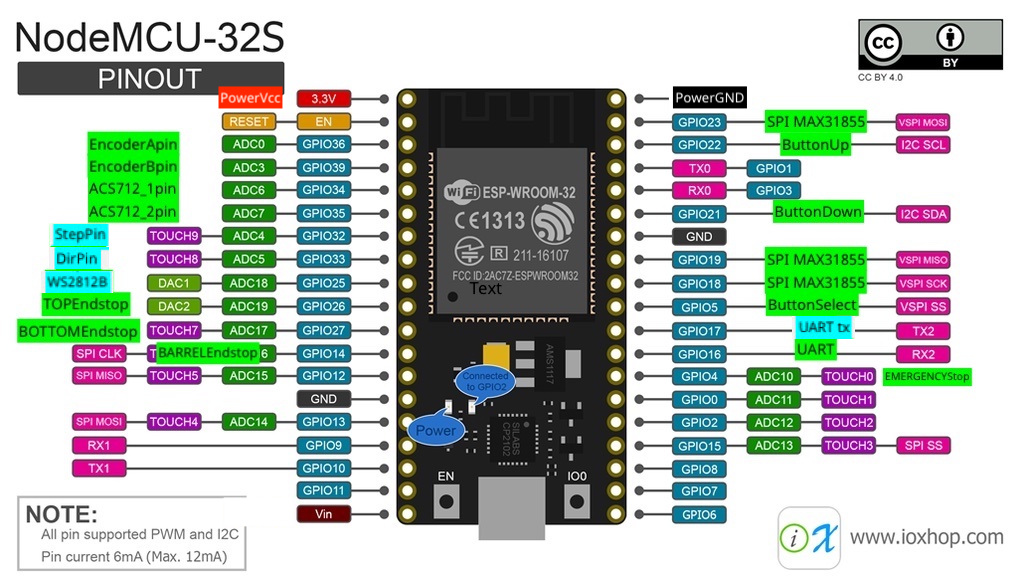 NodeMCU-32S
PINOUT
CC BY
CC BY 4.0
PowerVcc 3.3V PowerGND
RESET EN GPIO23 SPI MAX31855 VSPI MOSI
EncoderApin ADC0 GPIO36 GPIO22 ButtonUp I2C SCL
EncoderBpin ADC3 GPIO39 TX0 GPIO1
ACS712_1pin ADC6 GPIO34 RX0 GPIO3
ACS712_2pin ADC7 GPIO35 GPIO21 ButtonDown I2C SDA
StepPin TOUCH9 ADC4 GPIO32 GND
DirPin TOUCH8 ADC5 GPIO33 GPIO19 SPI MAX31855 VSPI MISO
WS2812B DAC1 ADC18 GPIO25 GPIO18 SPI MAX31855 VSPI SCK
TOPEndstop DAC2 ADC19 GPIO26 GPIO5 ButtonSelect VSPI SS
BOTTOMEndstop TOUCH7 ADC17 GPIO27 GPIO17 UART tx TX2
SPI CLK T BARRELEndstop 6 GPIO14 GPIO16 UART RX2
SPI MISO TOUCH5 ADC15 GPIO12 GPIO4 ADC10 TOUCH0 EMERGENCYStop
GND GPIO0 ADC11 TOUCH1
SPI MOSI TOUCH4 ADC14 GPIO13 GPIO2 ADC12 TOUCH2
RX1 GPIO9 GPIO15 ADC13 TOUCH3 SPI SS
TX1 GPIO10 GPIO8
GPIO11 GPIO7
Vin GPIO6
WiFi ESP-WROOM-32
CE1313
R 211-16107
FCC ID:2AC7Z-ESPWROOM32
Text
AMS1117
Connected
to GPIO2
Power
SILABS
CP2102
EN IO0
NOTE:
All pin supported PWM and I2C
Pin current 6mA (Max. 12mA)
iX www.ioxhop.com